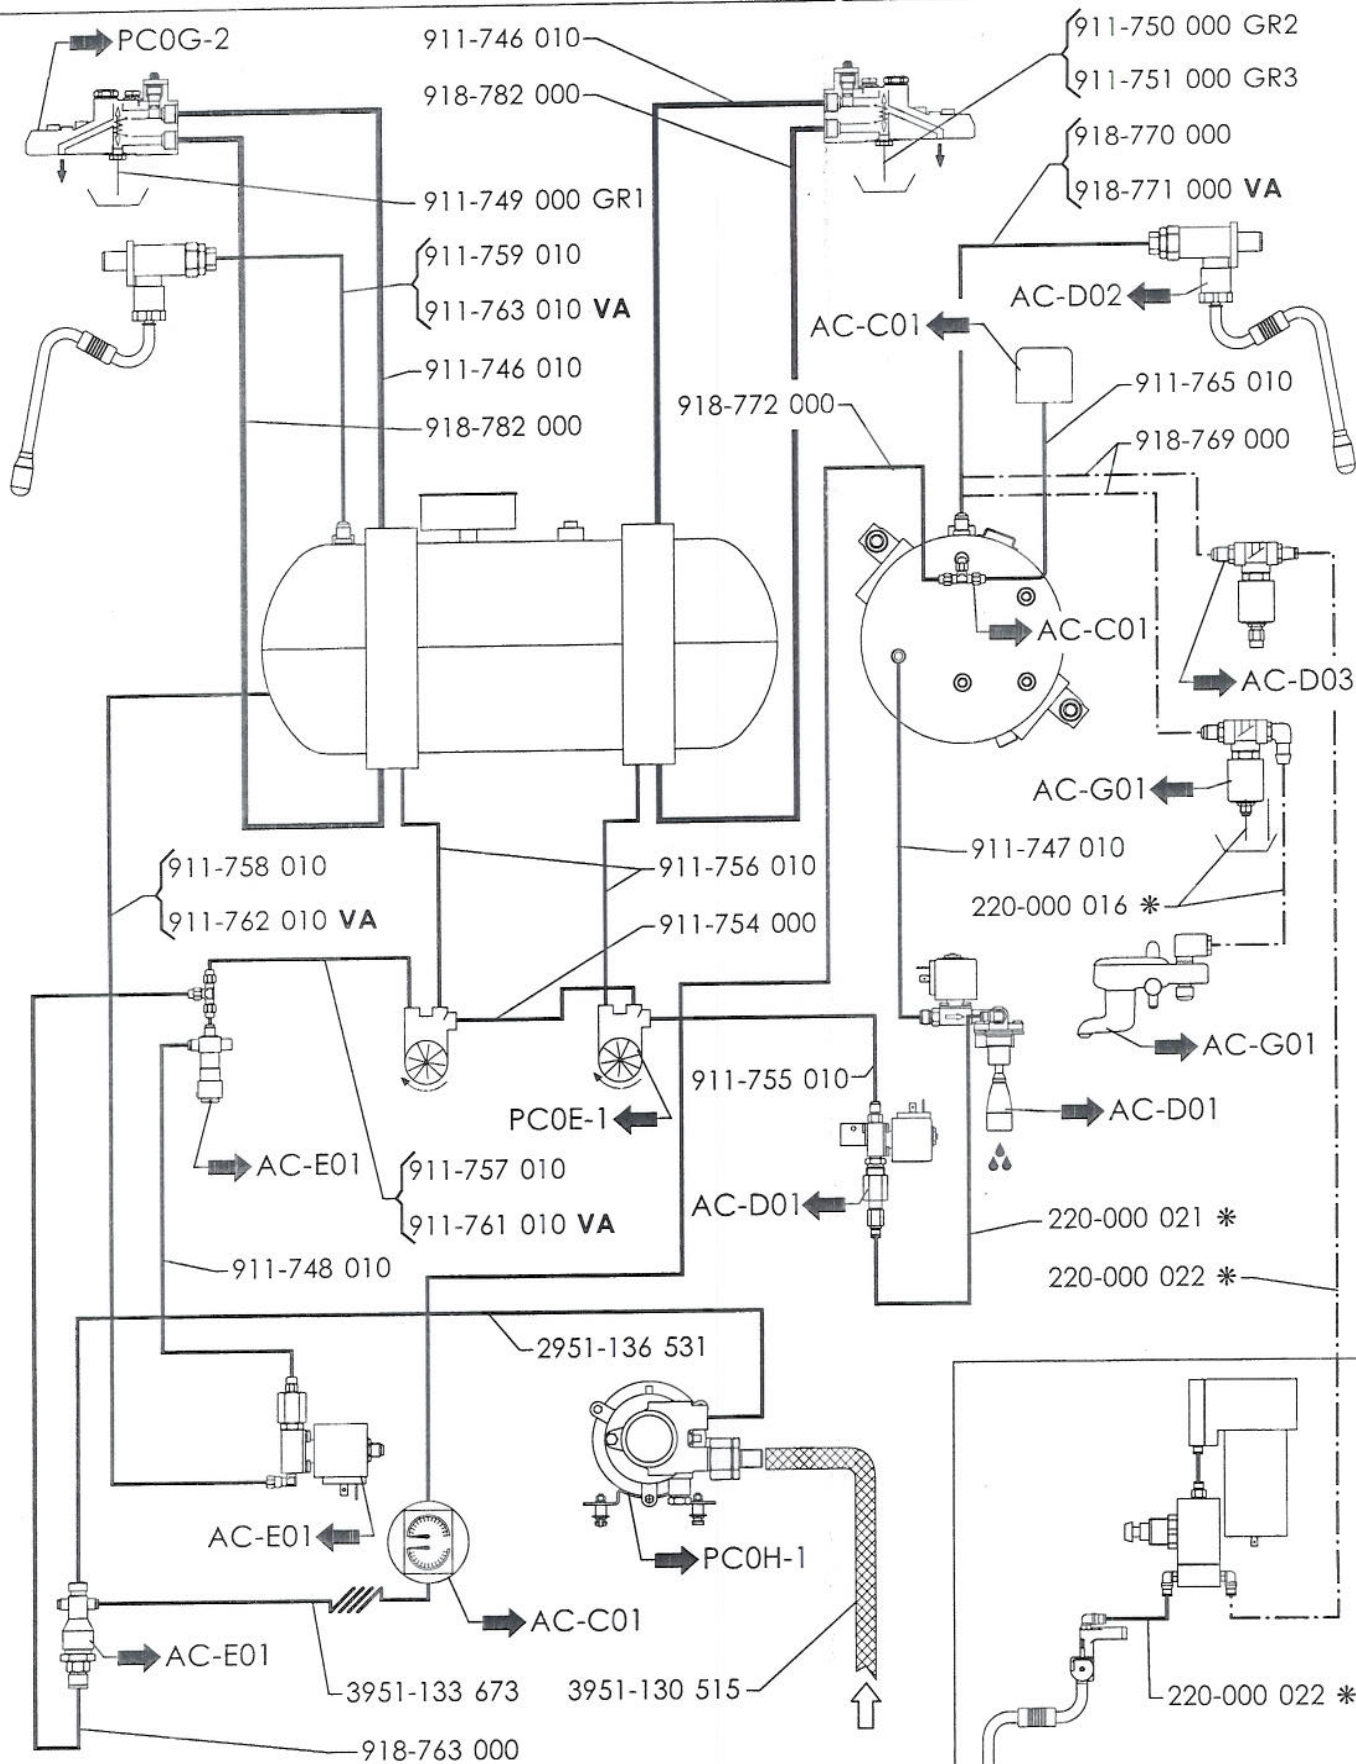 PC0G-2
911-746 010
911-750 000 GR2
911-751 000 GR3
918-782 000
918-770 000
918-771 000 VA
911-749 000 GR1
911-759 010
911-763 010 VA
AC-D02
AC-C01
911-746 010
911-765 010
918-772 000
918-782 000
918-769 000
AC-C01
AC-D03
AC-G01
911-747 010
911-758 010
911-756 010
220-000 016 *
911-762 010 VA
911-754 000
AC-G01
911-755 010
PC0E-1
AC-D01
AC-E01
911-757 010
AC-D01
911-761 010 VA
220-000 021 *
911-748 010
220-000 022 *
2951-136 531
AC-E01
PC0H-1
AC-C01
AC-E01
3951-133 673
3951-130 515
220-000 022 *
918-763 000